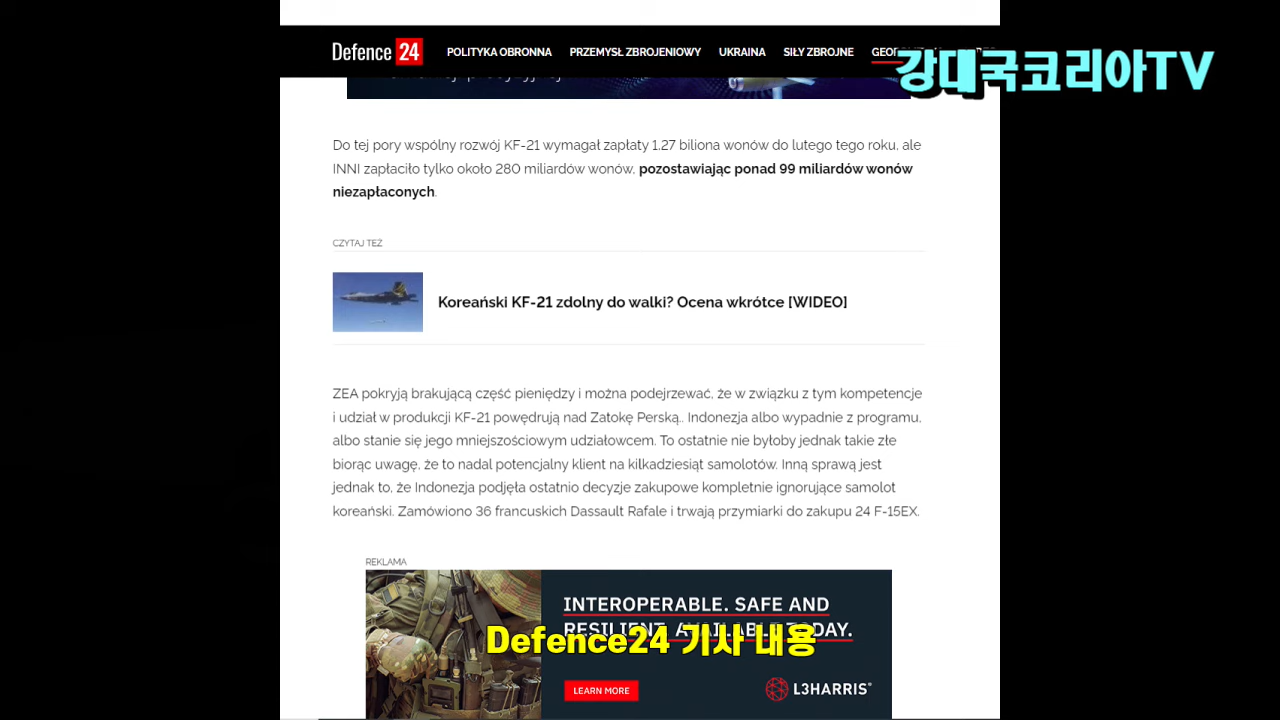 Defence 24 POLITYKA OBRONNA PRZEMYSŁ ZBROJENIOWY UKRAINA SIŁY ZBROJNE
강대국코리아TV
Do tej pory wspólny rozwój KF-21 wymagał zapłaty 1,27 biliona wonów do lutego tego roku, ale
INNI zapłaciło tylko około 280 miliardów wonów, pozostawiając ponad 99 miliardów wonów
niezapłaconych.
CZYTAJ TEŻ
Koreański KF-21 zdolny do walki? Ocena wkrótce [WIDEO]
ZEA pokryją brakującą część pieniędzy i można podejrzewać, że w związku z tym kompetencje
i udział w produkcji KF-21 powędrują nad Zatokę Perską,. Indonezja albo wypadnie z programu,
albo stanie się jego mniejszościowym udziałowcem. To ostatnie nie byłoby jednak takie złe
biorąc uwagę, że to nadal potencjalny klient na kilkadziesiąt samolotów. Inną sprawą jest
jednak to, że Indonezja podjęła ostatnio decyzje zakupowe kompletnie ignorujące samolot
koreański. Zamówiono 36 francuskich Dassault Rafale i trwają przymiarki do zakupu 24 F-15EX.
REKLAMA
INTEROPERABLE. SAFE AND
RESILIENT. AVAILABLE TODAY.
Defence24 기사 내용
LEARN MORE
L3HARRIS®